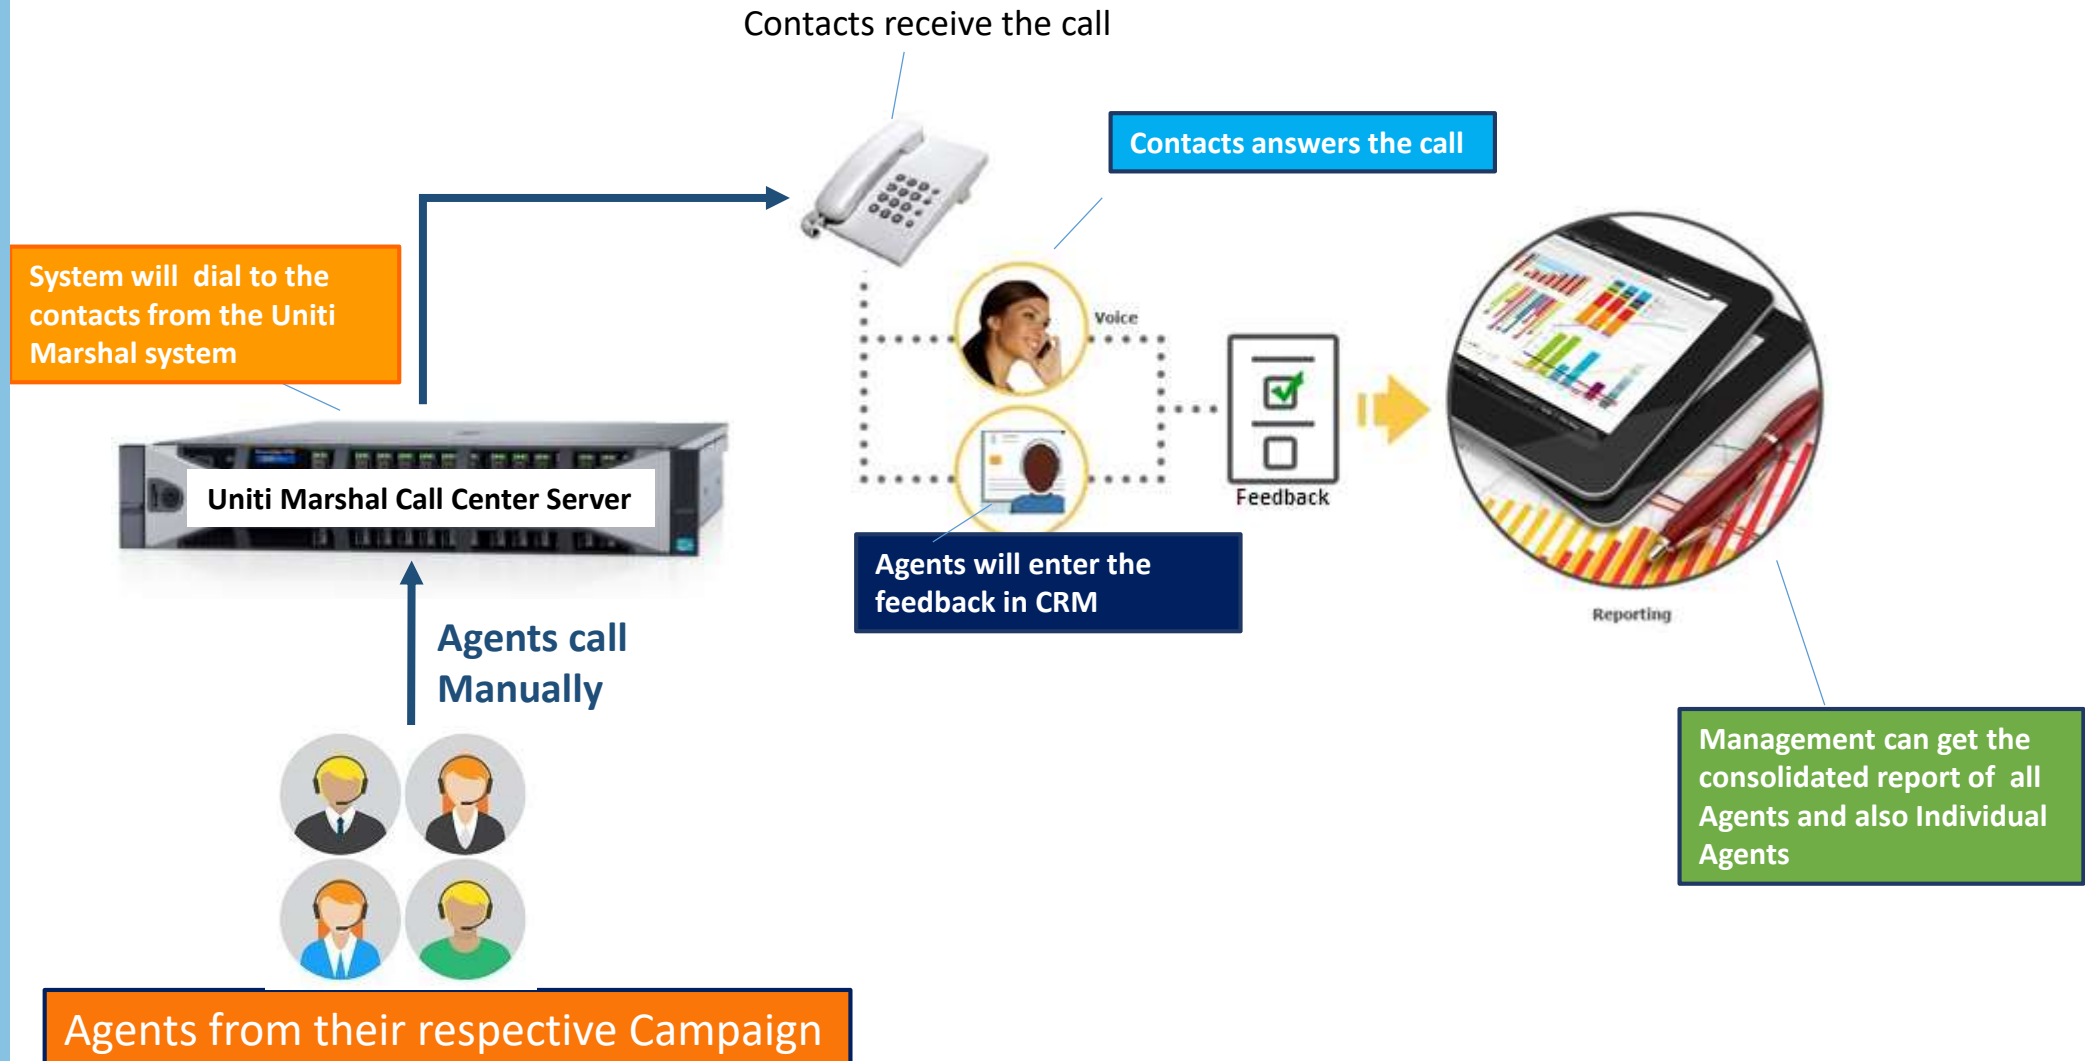 Contacts receive the call
Contacts answers the call
System will dial to the
contacts from the Uniti
Marshal system
Voice
Uniti Marshal Call Center Server
Feedback
Agents will enter the
feedback in CRM
Reporting
Agents call
Manually
Management can get the
consolidated report of all
Agents and also Individual
Agents
Agents from their respective Campaign